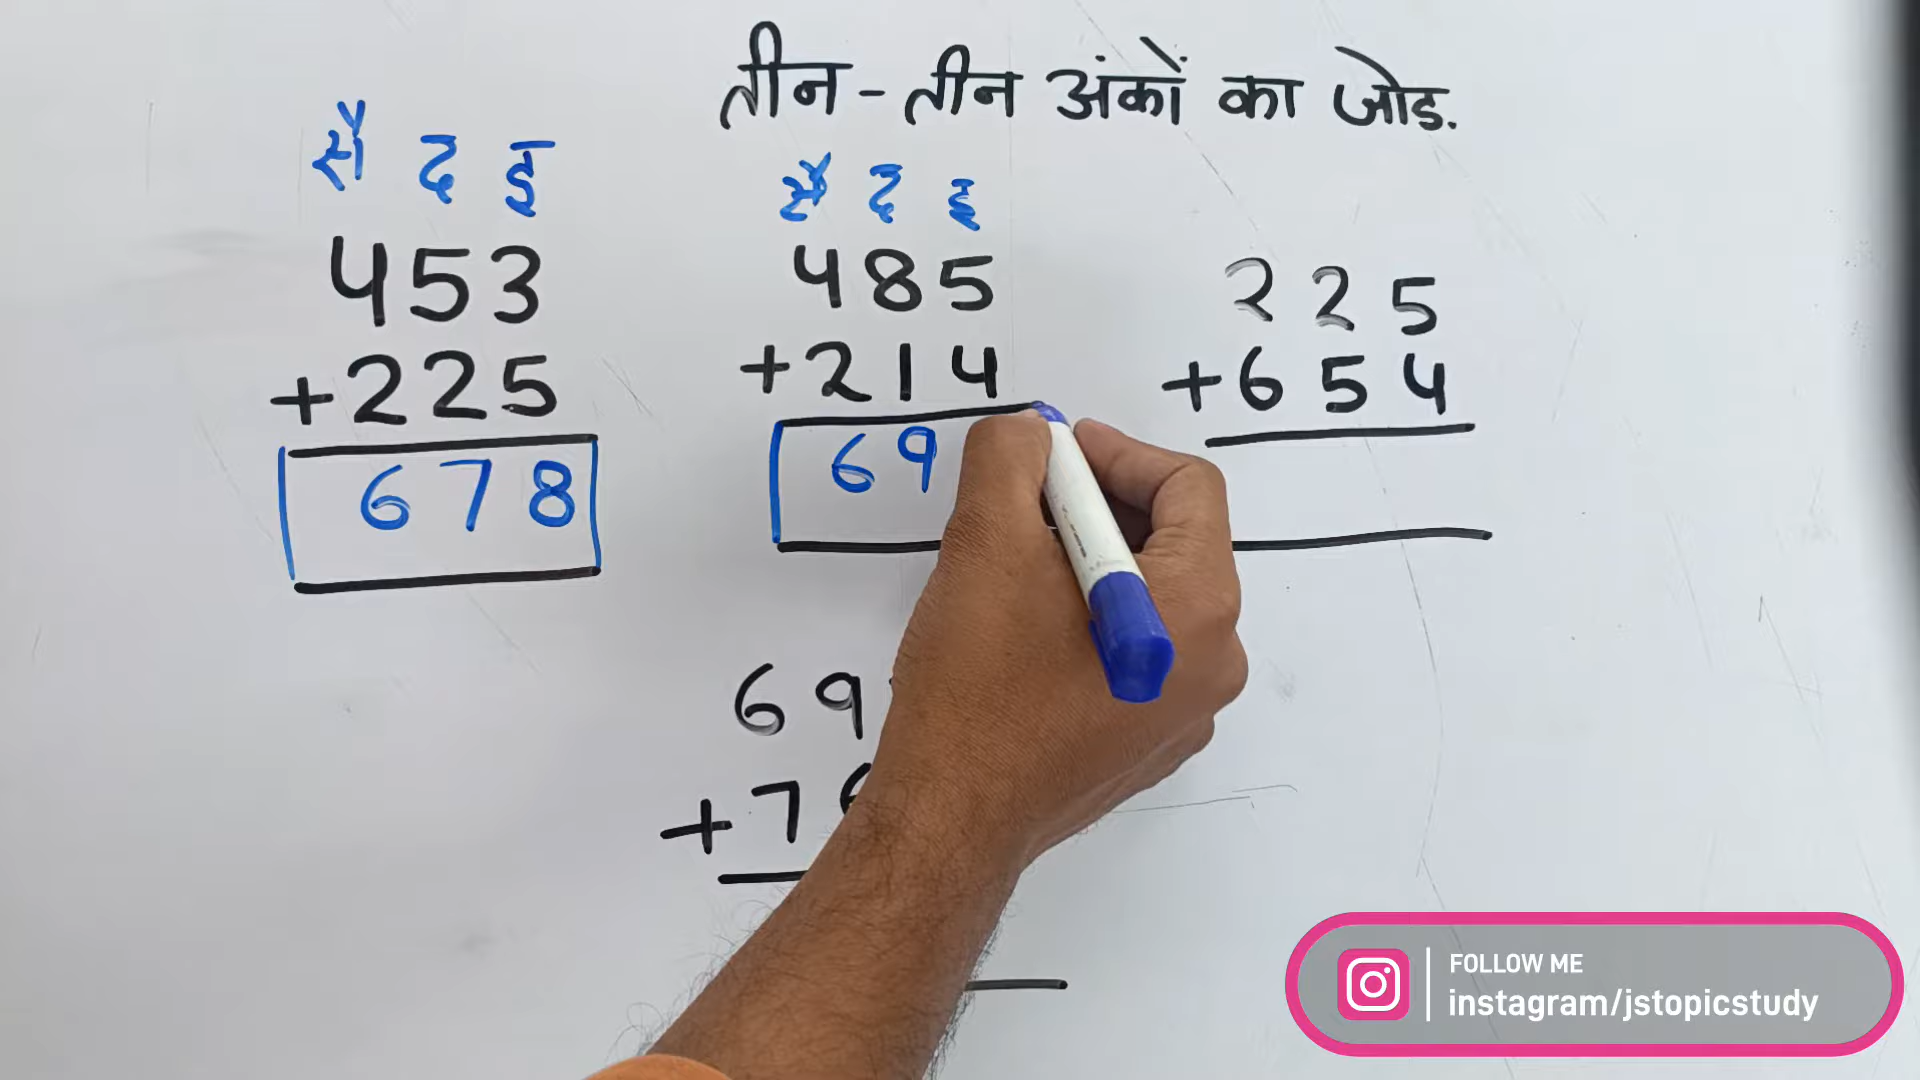 तीन - तीन अंकों का जोड.
सै द इ
453
+225
678
सै द इ
485
+214
69
225
+654
69
+7
FOLLOW ME
instagram/jstopicstudy